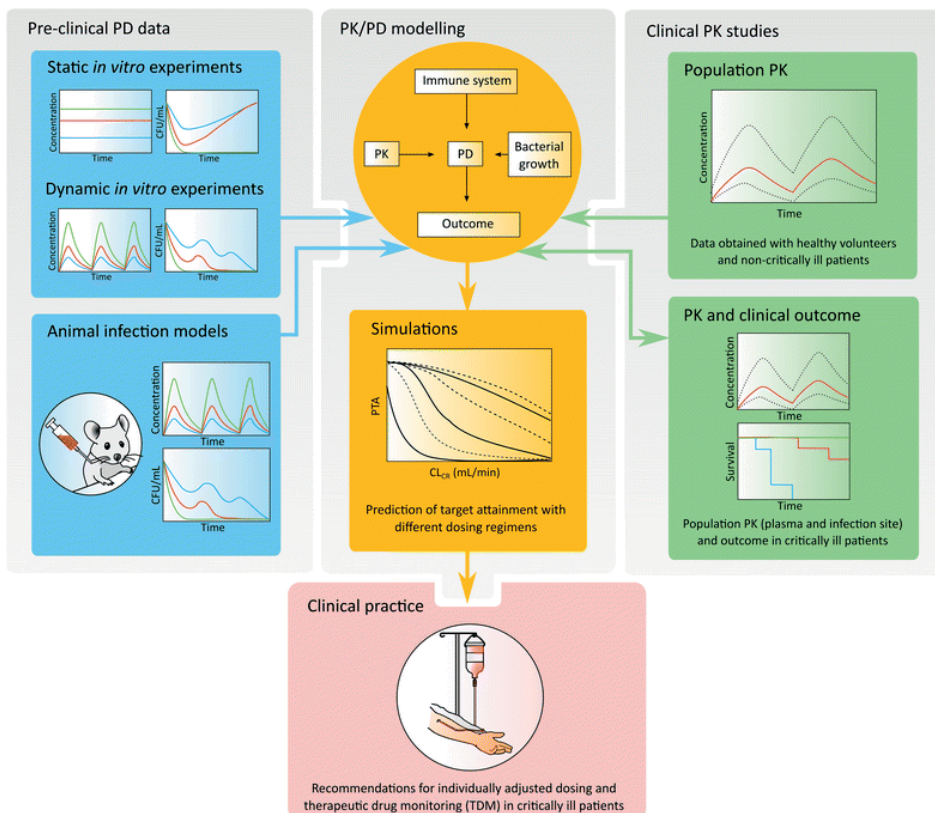 Pre-clinical PD data
Static in vitro experiments
Concentration
Time
CFU/mL
Time
Dynamic in vitro experiments
Concentration
Time
CFU/mL
Time
Animal infection models
Concentration
Time
CFU/mL
Time
PK/PD modelling
Immune system
PK
PD
Bacterial
growth
Outcome
Simulations
PTA
CLCR (mL/min)
Prediction of target attainment with
different dosing regimens
Clinical PK studies
Population PK
Concentration
Time
Data obtained with healthy volunteers
and non-critically ill patients
PK and clinical outcome
Concentration
Time
Survival
Time
Population PK (plasma and infection site)
and outcome in critically ill patients
Clinical practice
Recommendations for individually adjusted dosing and
therapeutic drug monitoring (TDM) in critically ill patients